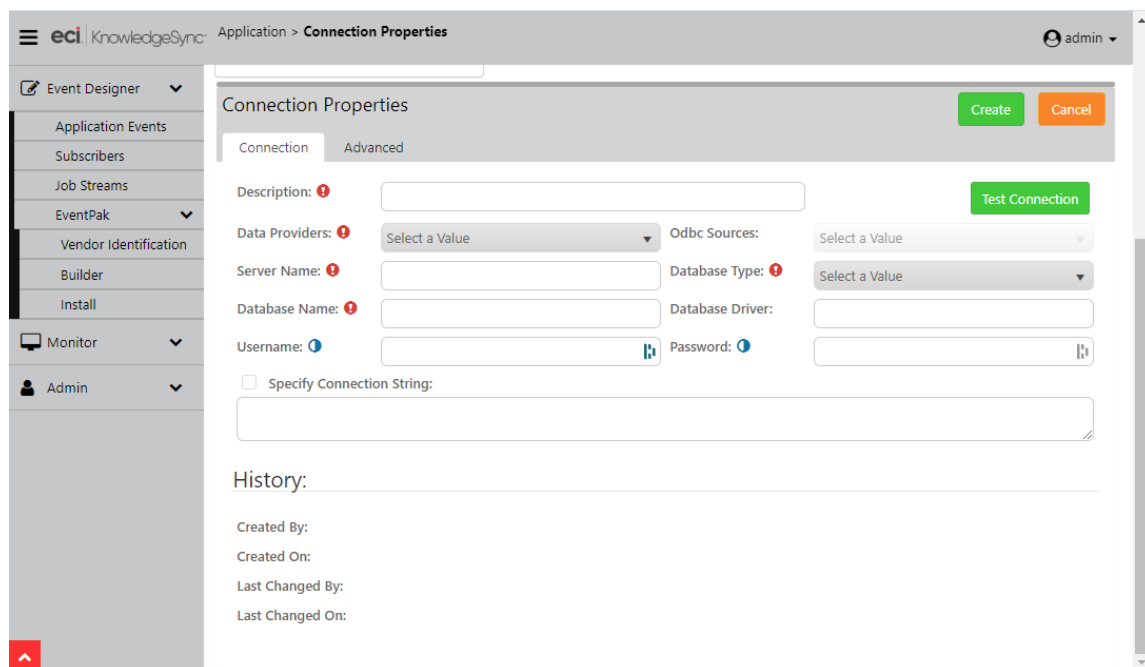 eci KnowledgeSync
Application > Connection Properties
admin
Event Designer
Application Events
Subscribers
Job Streams
EventPak
Vendor Identification
Builder
Install
Monitor
Admin
Connection Properties
Create
Cancel
Connection
Advanced
Description:
Test Connection
Data Providers:
Select a Value
Odbc Sources:
Select a Value
Server Name:
Database Type:
Select a Value
Database Name:
Database Driver:
Username:
Password:
Specify Connection String:
History:
Created By:
Created On:
Last Changed By:
Last Changed On: